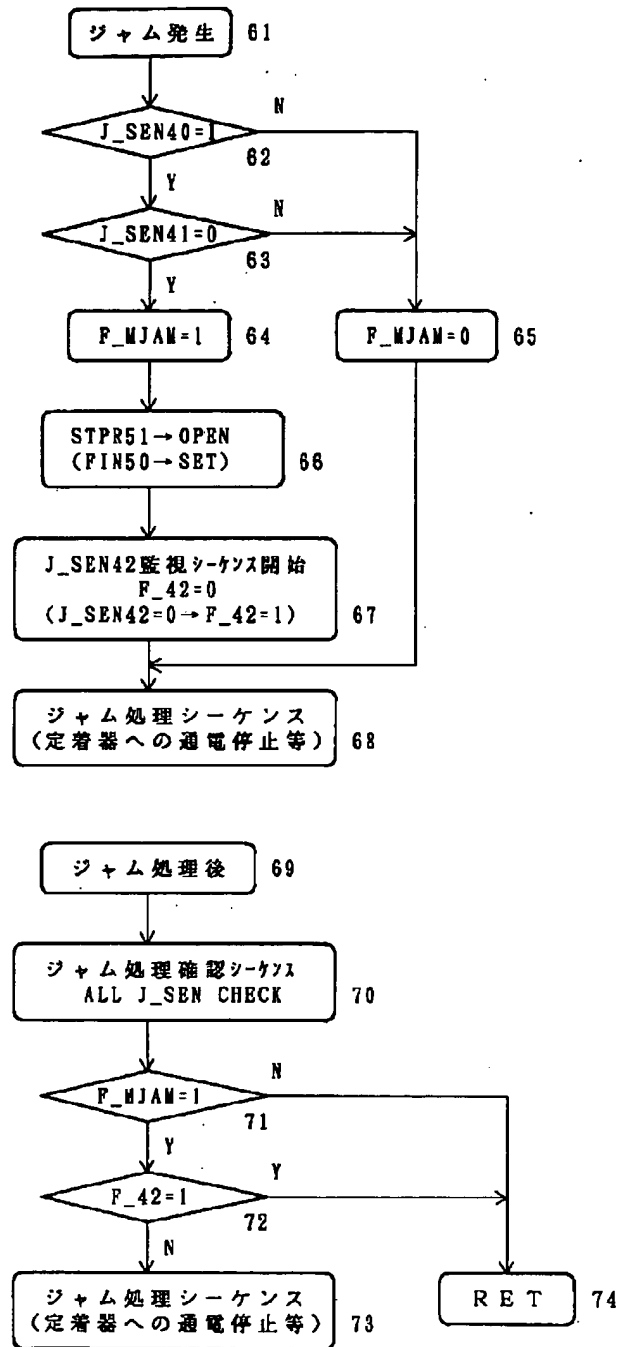 ジャム発生 61
N
J_SEN40=1
62
Y
N
J_SEN41=0
63
Y
F_MJAM=1 64
F_MJAM=0 65
STPR51→OPEN
(FIN50→SET) 66
J_SEN42監視シーケンス開始
F_42=0
(J_SEN42=0→F_42=1) 67
ジャム処理シーケンス
(定着器への通電停止等) 68
ジャム処理後 69
ジャム処理確認シーケンス
ALL J_SEN CHECK 70
N
F_MJAM=1
71
Y
Y
F_42=1
72
N
ジャム処理シーケンス
(定着器への通電停止等) 73
RET 74